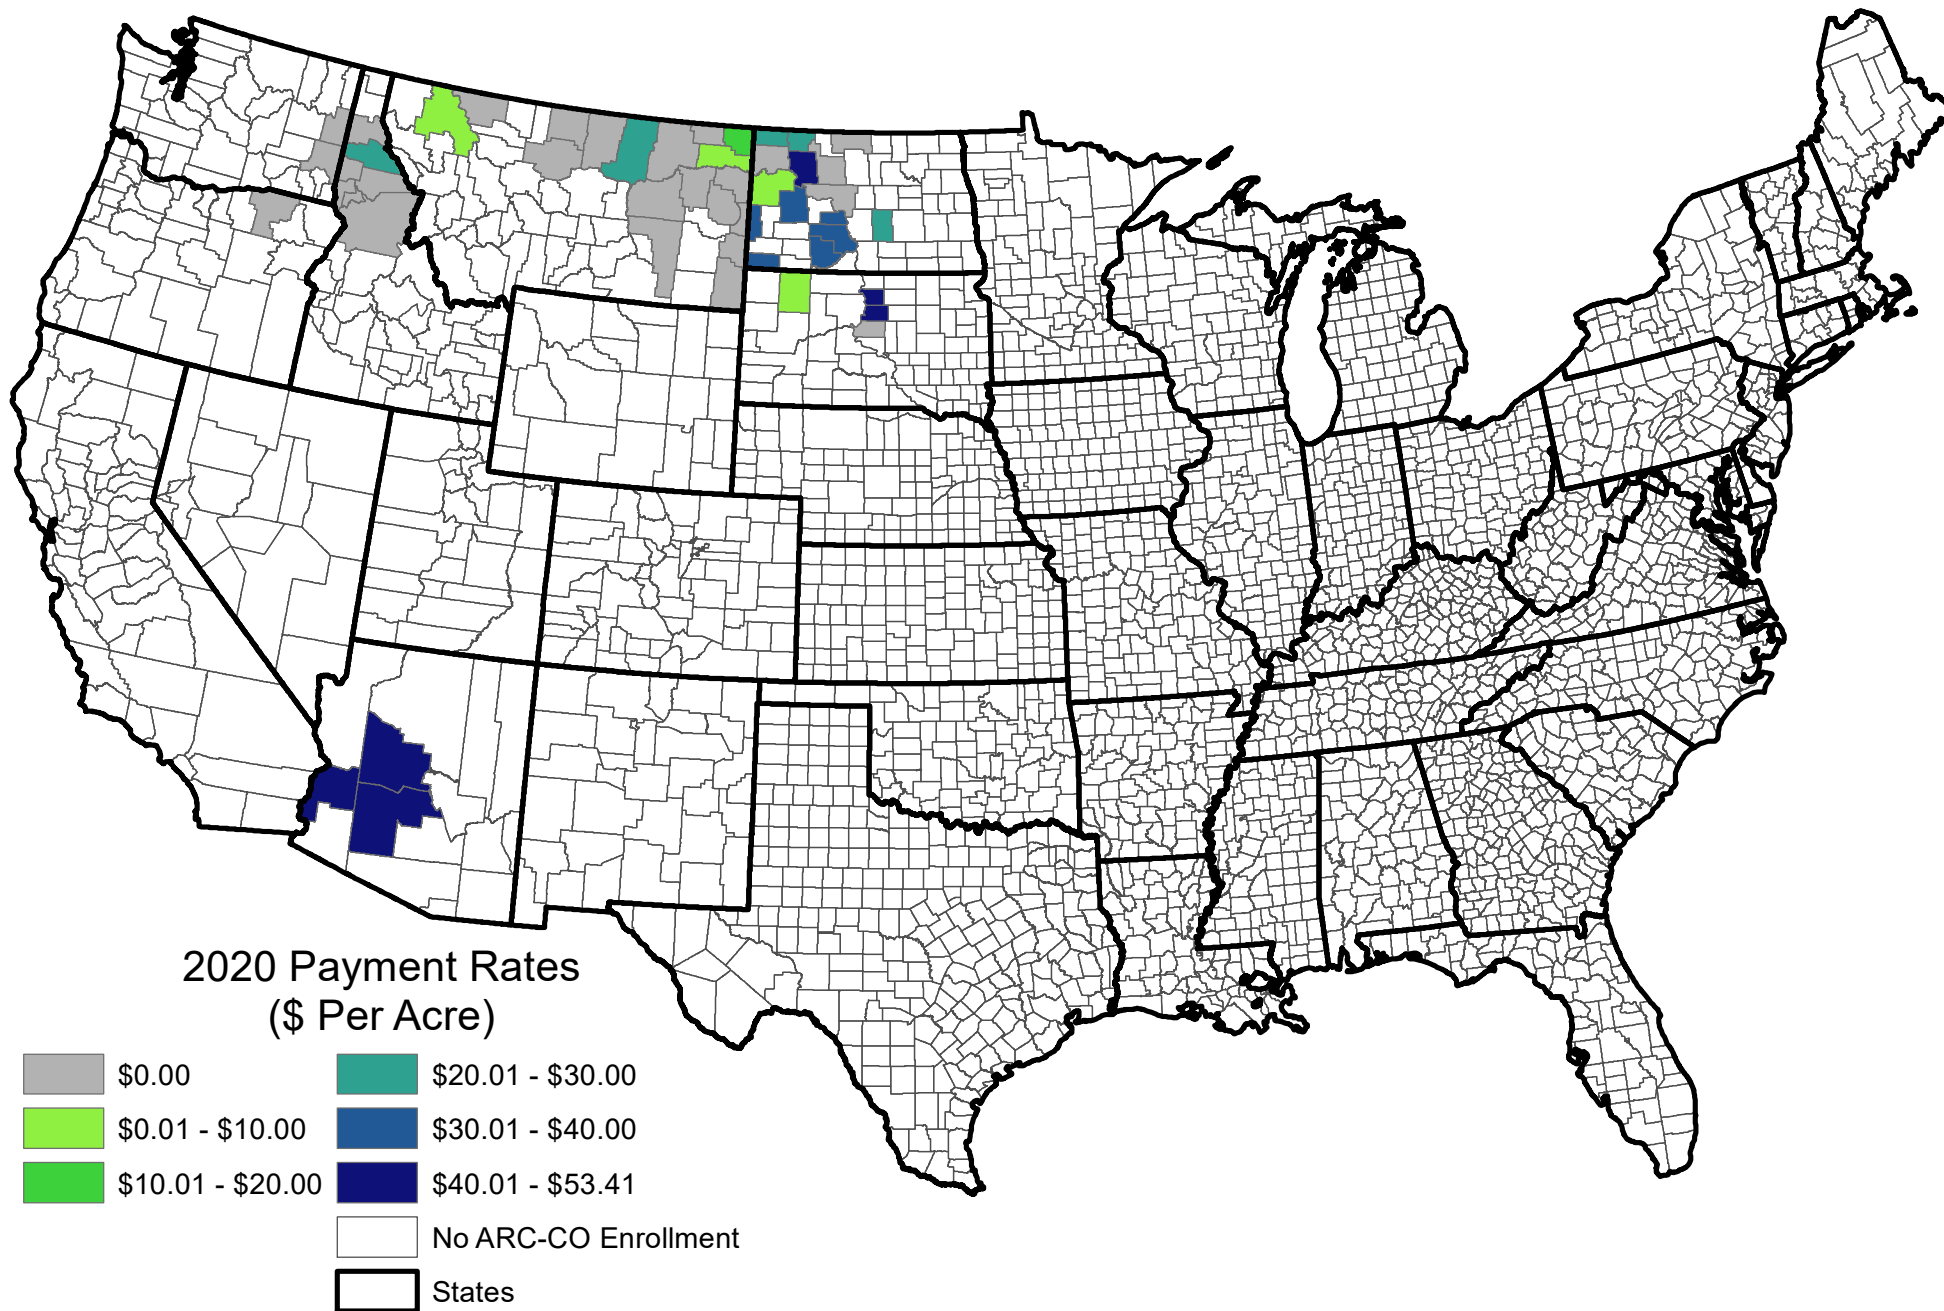 2020 Payment Rates
($ Per Acre)
$0.00
$20.01 - $30.00
$0.01 - $10.00
$30.01 - $40.00
$10.01 - $20.00
$40.01 - $53.41
No ARC-CO Enrollment
States